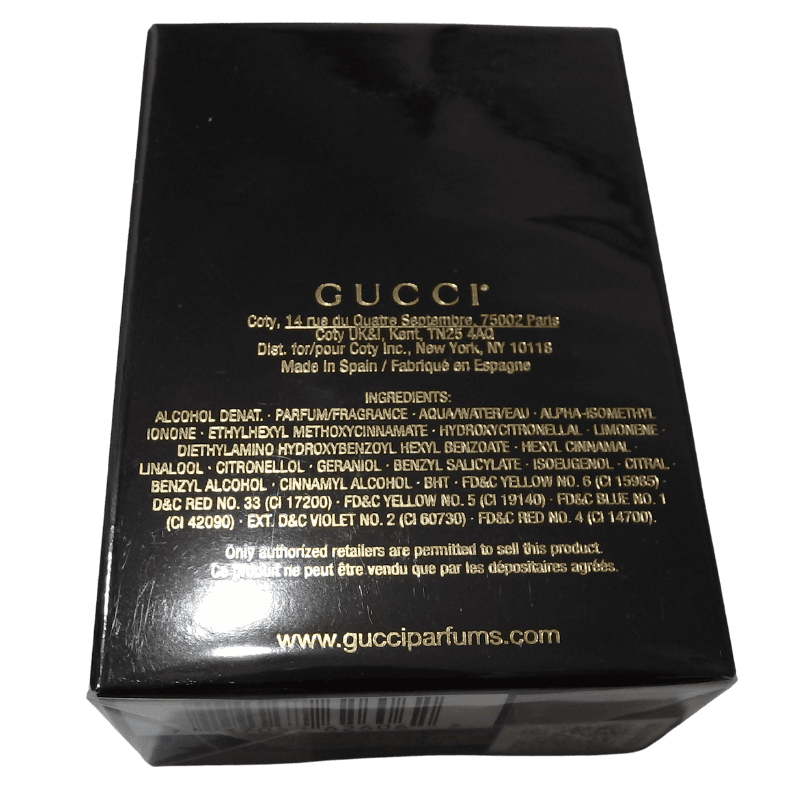 GUCCI®
Coty, 14 rue du Quatre Septembre, 75002 Paris
Coty UK&I, Kent, TN25 4AQ
Dist. for/pour Coty Inc., New York, NY 10118
Made in Spain / Fabriqué en Espagne
INGREDIENTS:
ALCOHOL DENAT. · PARFUM/FRAGRANCE · AQUA/WATER/EAU · ALPHA-ISOMETHYL
IONONE · ETHYLHEXYL METHOXYCINNAMATE · HYDROXYCITRONELLAL · LIMONENE ·
DIETHYLAMINO HYDROXYBENZOYL HEXYL BENZOATE · HEXYL CINNAMAL ·
LINALOOL · CITRONELLOL · GERANIOL · BENZYL SALICYLATE · ISOEUGENOL · CITRAL ·
BENZYL ALCOHOL · CINNAMYL ALCOHOL · BHT · FD&C YELLOW NO. 6 (CI 15985) ·
D&C RED NO. 33 (CI 17200) · FD&C YELLOW NO. 5 (CI 19140) · FD&C BLUE NO. 1
(CI 42090) · EXT. D&C VIOLET NO. 2 (CI 60730) · FD&C RED NO. 4 (CI 14700).
Only authorized retailers are permitted to sell this product.
Ce produit ne peut être vendu que par les dépositaires agréés.
www.gucciparfums.com